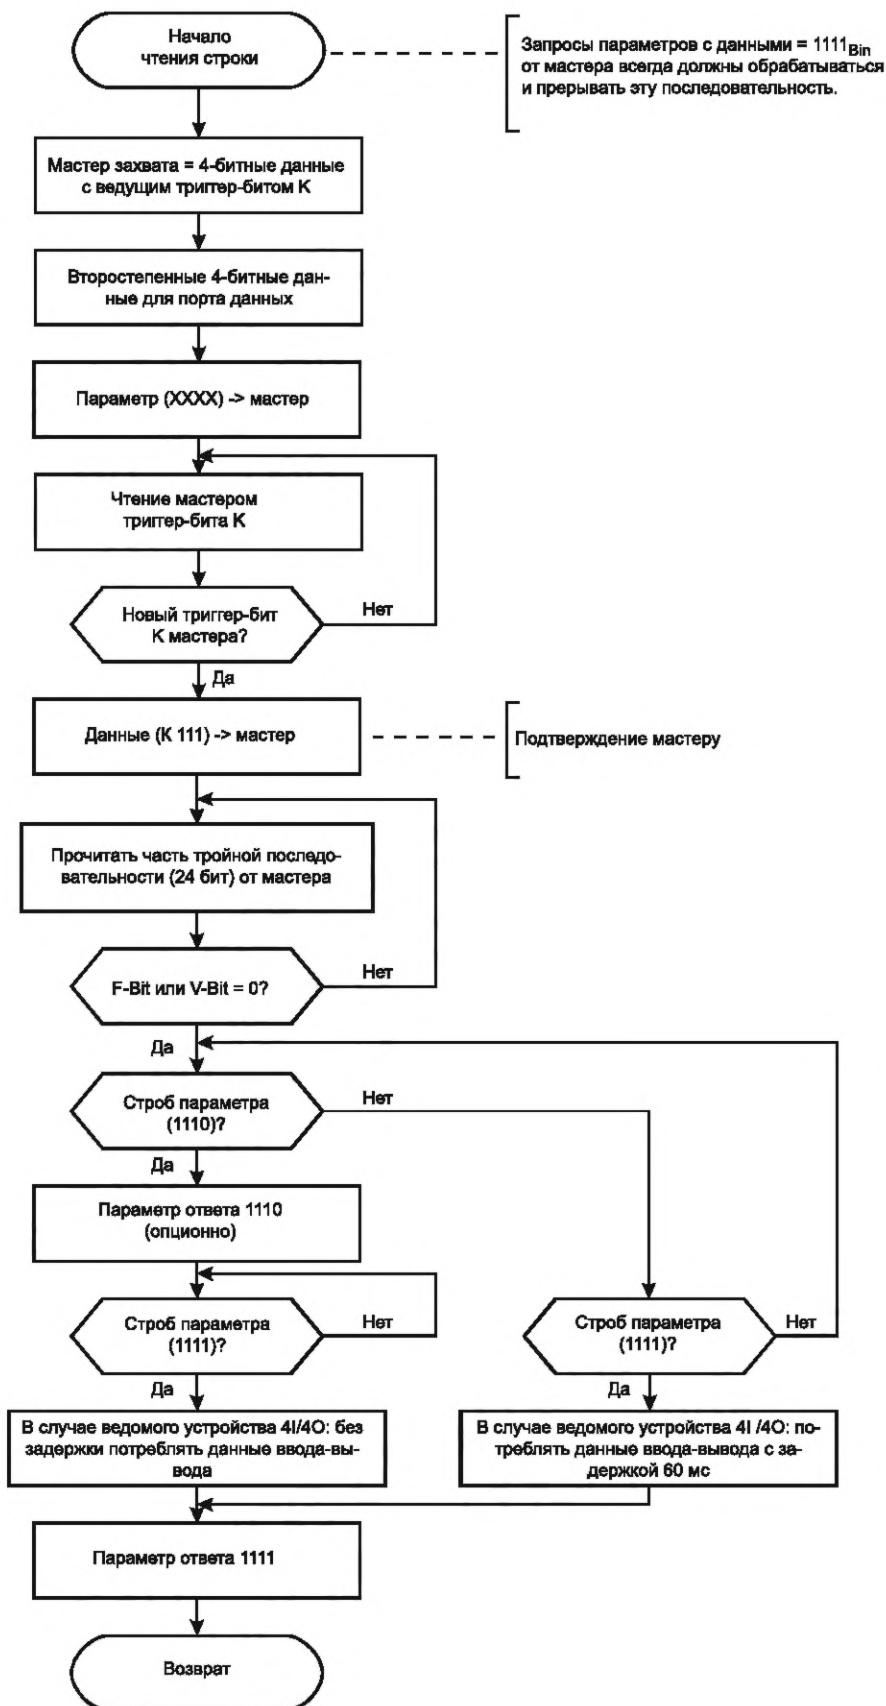 Начало
чтения строки
Запросы параметров с данными = 1111Bin
от мастера всегда должны обрабатываться
и прерывать эту последовательность.
Мастер захвата = 4-битные данные
с ведущим триггер-битом K
Второстепенные 4-битные дан-
ные для порта данных
Параметр (XXXX) -> мастер
Чтение мастером
триггер-бита K
Новый триггер-бит
K мастера?
Нет
Да
Данные (K 111) -> мастер
Подтверждение мастеру
Прочитать часть тройной последо-
вательности (24 бит) от мастера
F-Bit или V-Bit = 0?
Нет
Да
Строб параметра
(1110)?
Нет
Да
Параметр ответа 1110
(опционно)
Строб параметра
(1111)?
Нет
Строб параметра
(1111)?
Нет
Да
Да
В случае ведомого устройства 4I/4O: без
задержки потреблять данные ввода-вы-
вода
В случае ведомого устройства 4I /4O: по-
треблять данные ввода-вывода с за-
держкой 60 мс
Параметр ответа 1111
Возврат